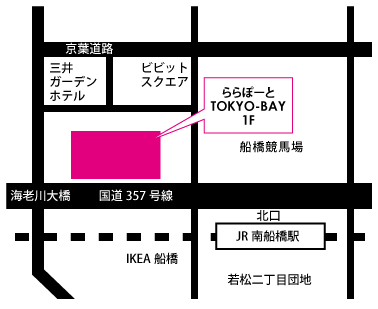 京葉道路
三井
ガーデン
ホテル
ビビット
スクエア
ららぽーと
TOKYO-BAY
1F
船橋競馬場
海老川大橋
国道 357 号線
北口
JR 南船橋駅
IKEA 船橋
若松二丁目団地